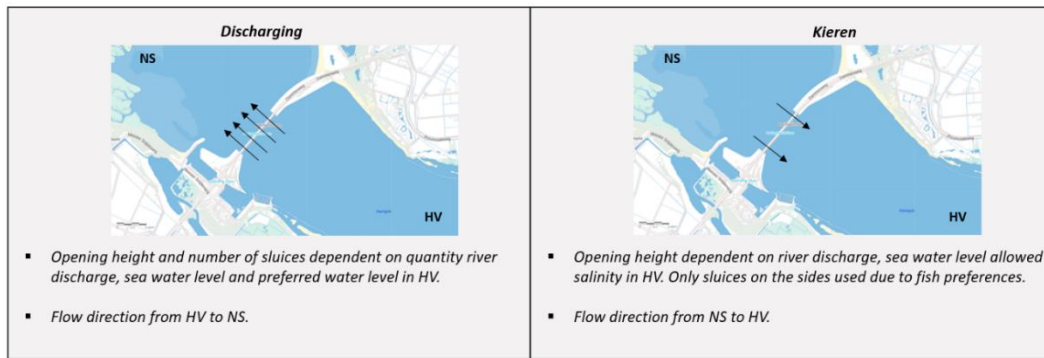 Discharging
NS
HV
▪ Opening height and number of sluices dependent on quantity river
discharge, sea water level and preferred water level in HV.
▪ Flow direction from HV to NS.
Kieren
NS
HV
▪ Opening height dependent on river discharge, sea water level allowed
salinity in HV. Only sluices on the sides used due to fish preferences.
▪ Flow direction from NS to HV.